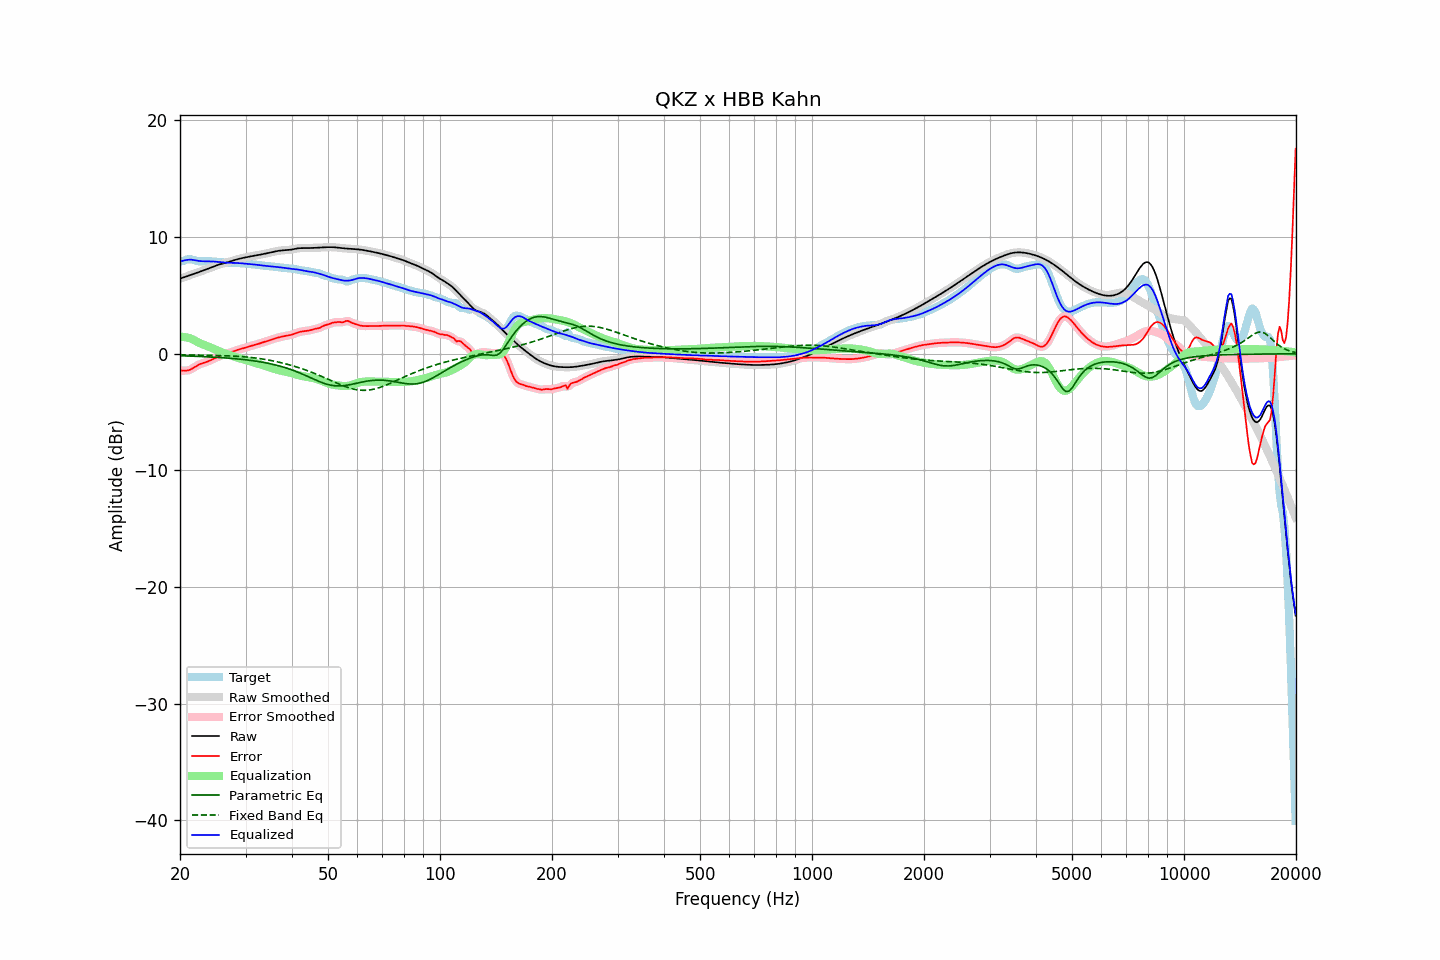 QKZ x HBB Kahn
20
10
0
−10
−20
−30
−40
Amplitude (dBr)
Target
Raw Smoothed
Error Smoothed
Raw
Error
Equalization
Parametric Eq
Fixed Band Eq
Equalized
20 50 100 200 500 1000 2000 5000 10000 20000
Frequency (Hz)